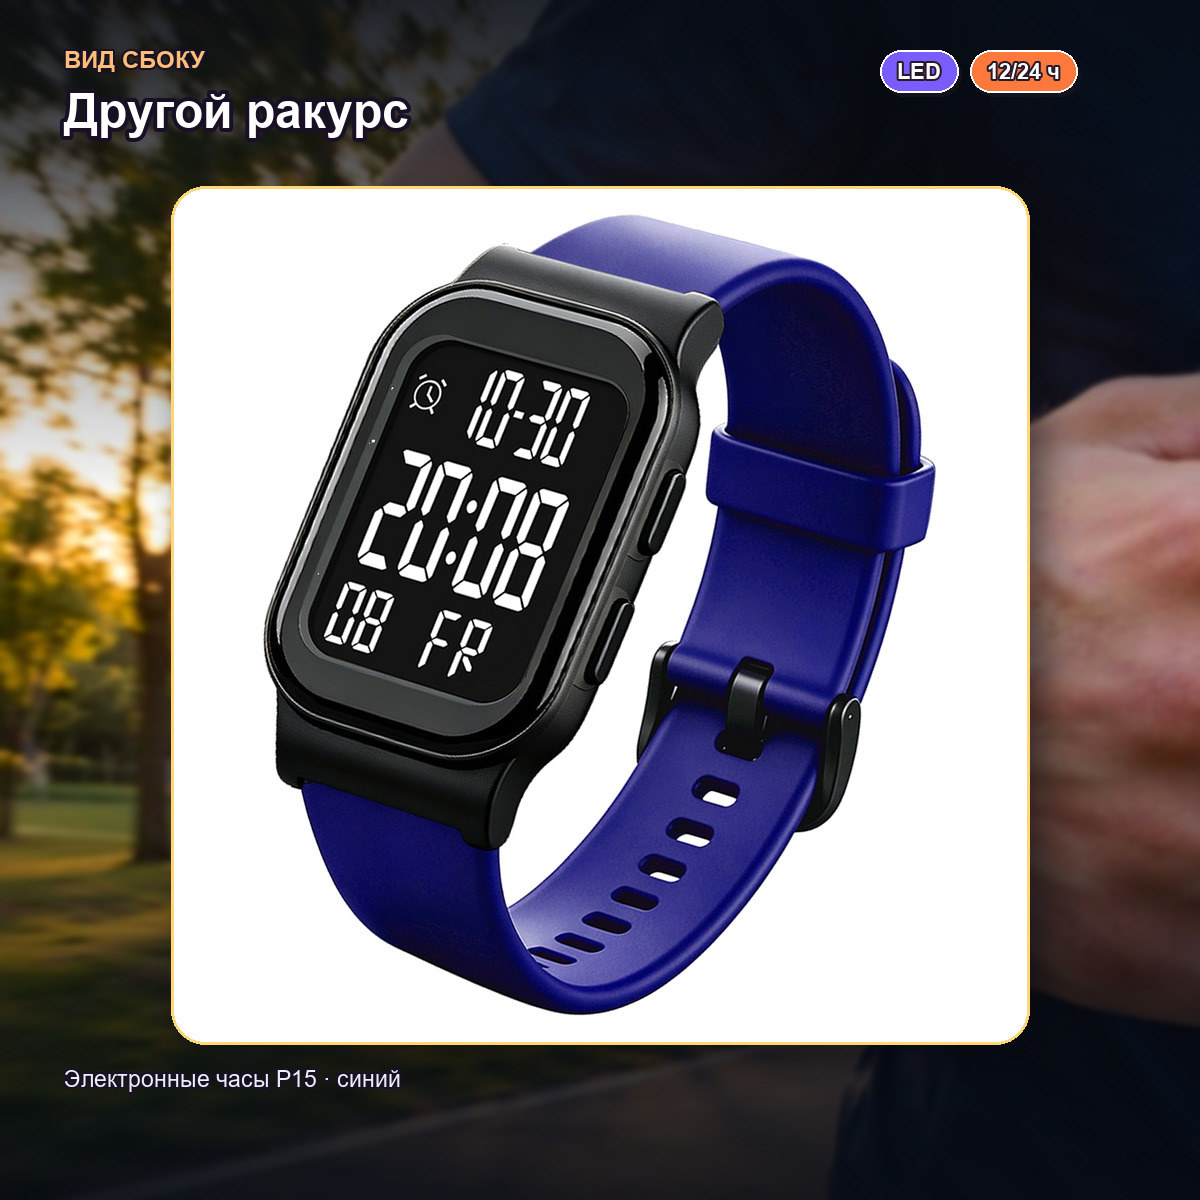 ВИД СБОКУ
Другой ракурс
LED
12/24 ч
10-30
20:08
08 FR
Электронные часы P15 · синий